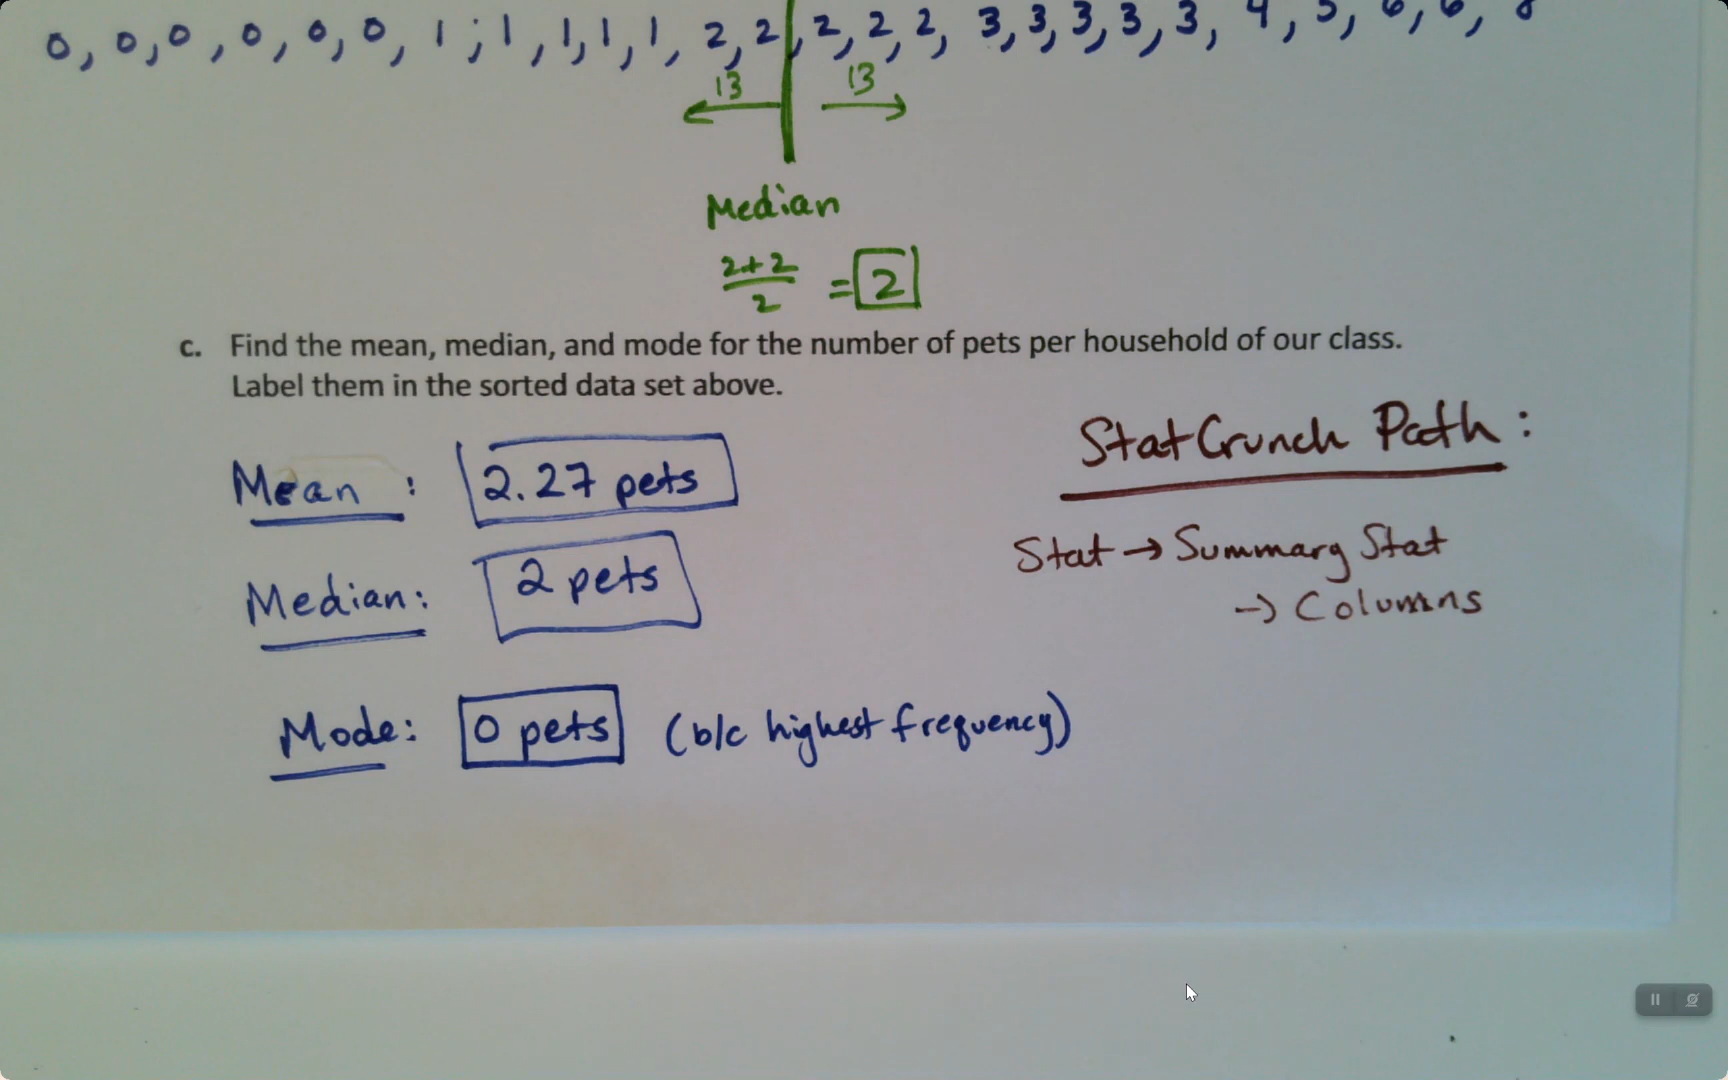 0, 0, 0, 0, 0, 0, 1, 1, 1, 1, 1, 2, 2, 2, 2, 2, 3, 3, 3, 3, 3, 4, 5, 6, 6, 8
13 13
Median
2+2
2
= 2
c. Find the mean, median, and mode for the number of pets per household of our class.
Label them in the sorted data set above.
StatCrunch Path:
Mean: 2.27 pets
Stat → Summary Stat
→ Columns
Median: 2 pets
Mode: 0 pets (b/c highest frequency)